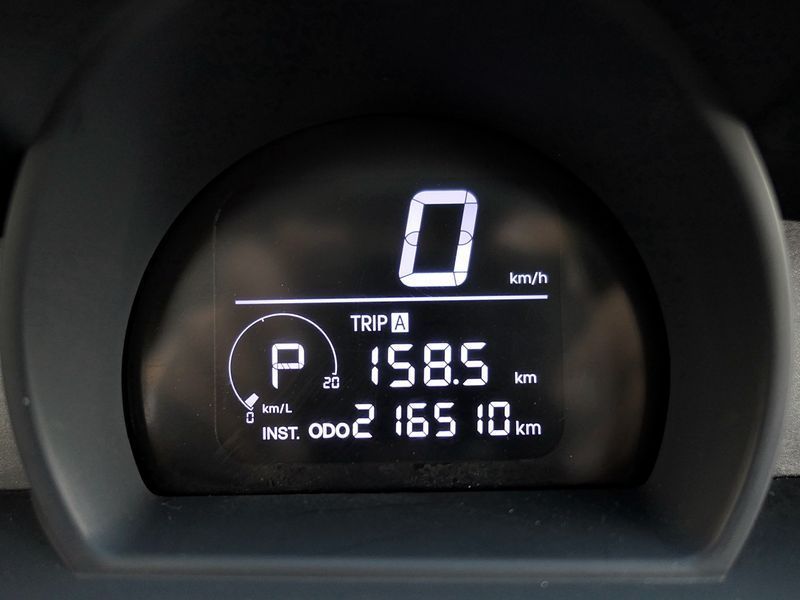 0 km/h
TRIP A
P 20 158.5 km
0 km/L
INST. ODO 216510 km